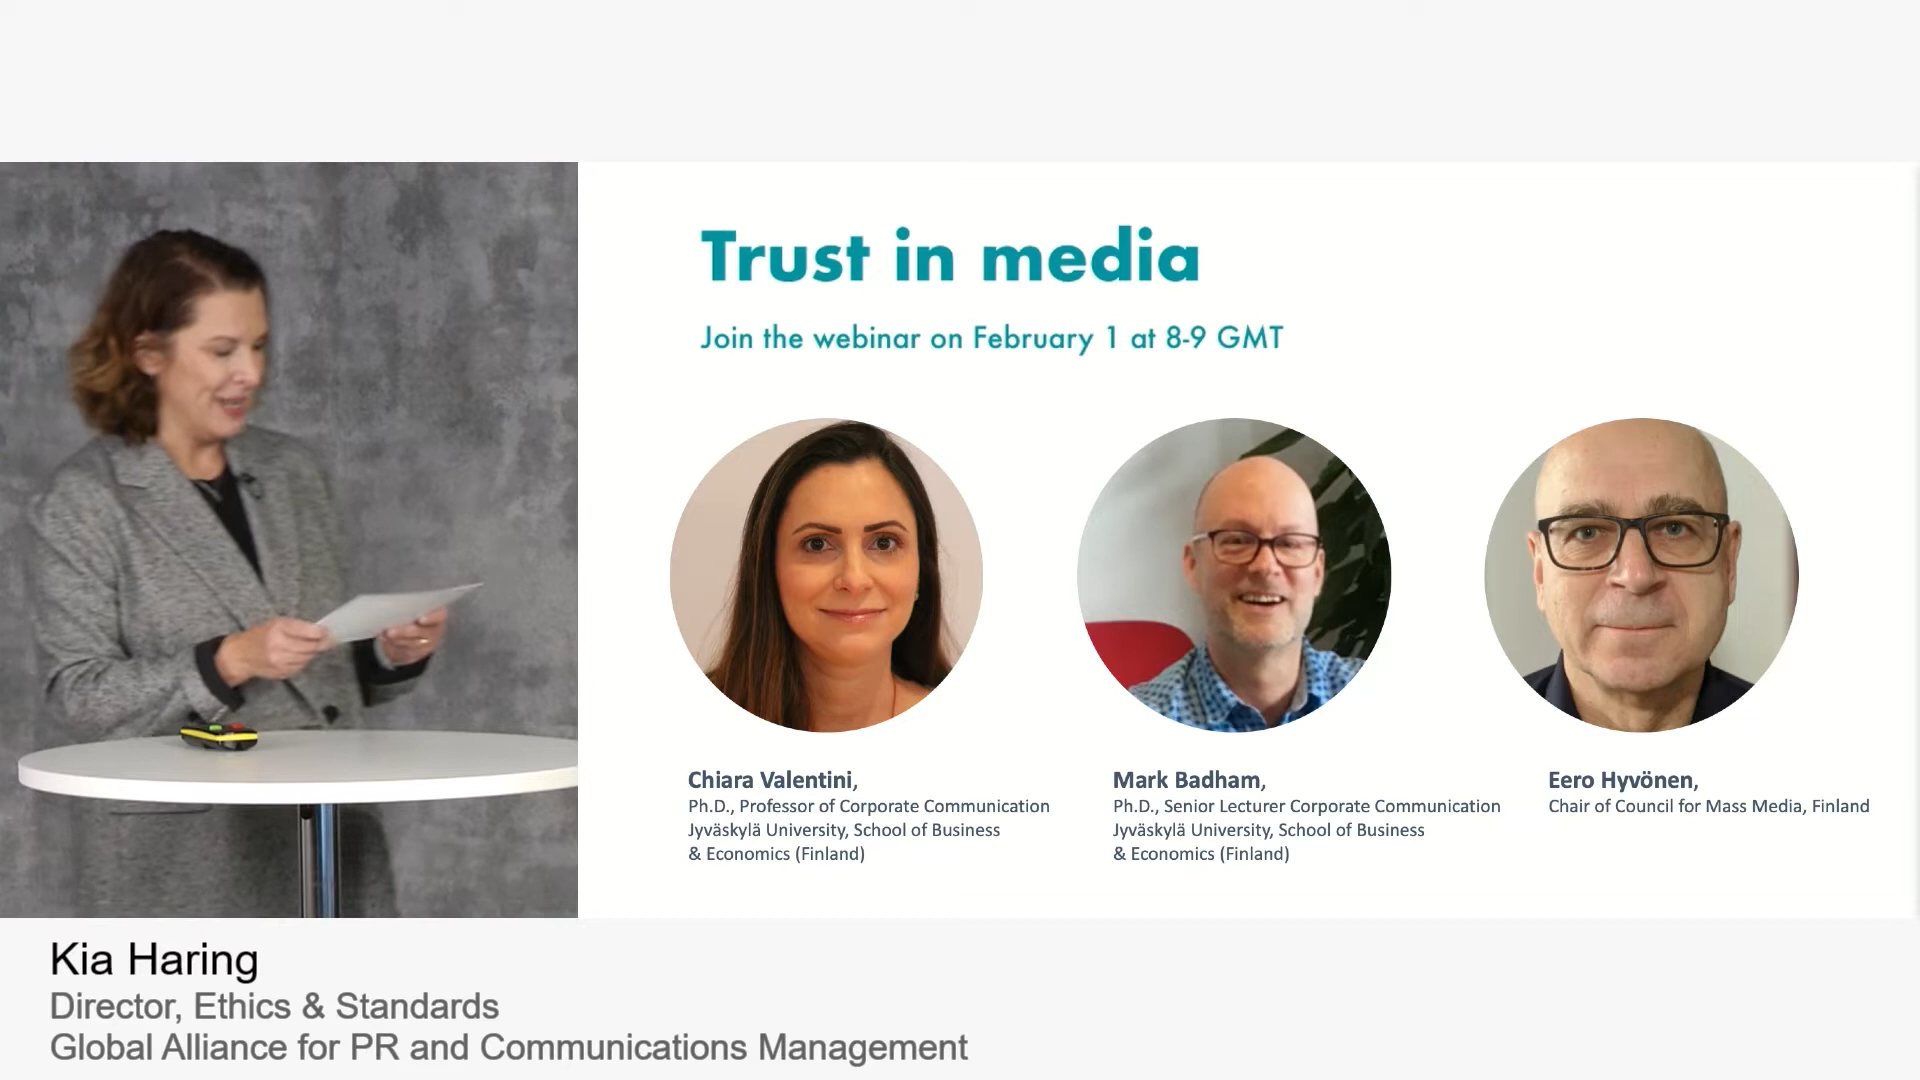 Trust in media
Join the webinar on February 1 at 8-9 GMT
Chiara Valentini,
Ph.D., Professor of Corporate Communication
Jyväskylä University, School of Business
& Economics (Finland)
Mark Badham,
Ph.D., Senior Lecturer Corporate Communication
Jyväskylä University, School of Business
& Economics (Finland)
Eero Hyvönen,
Chair of Council for Mass Media, Finland
Kia Haring
Director, Ethics & Standards
Global Alliance for PR and Communications Management